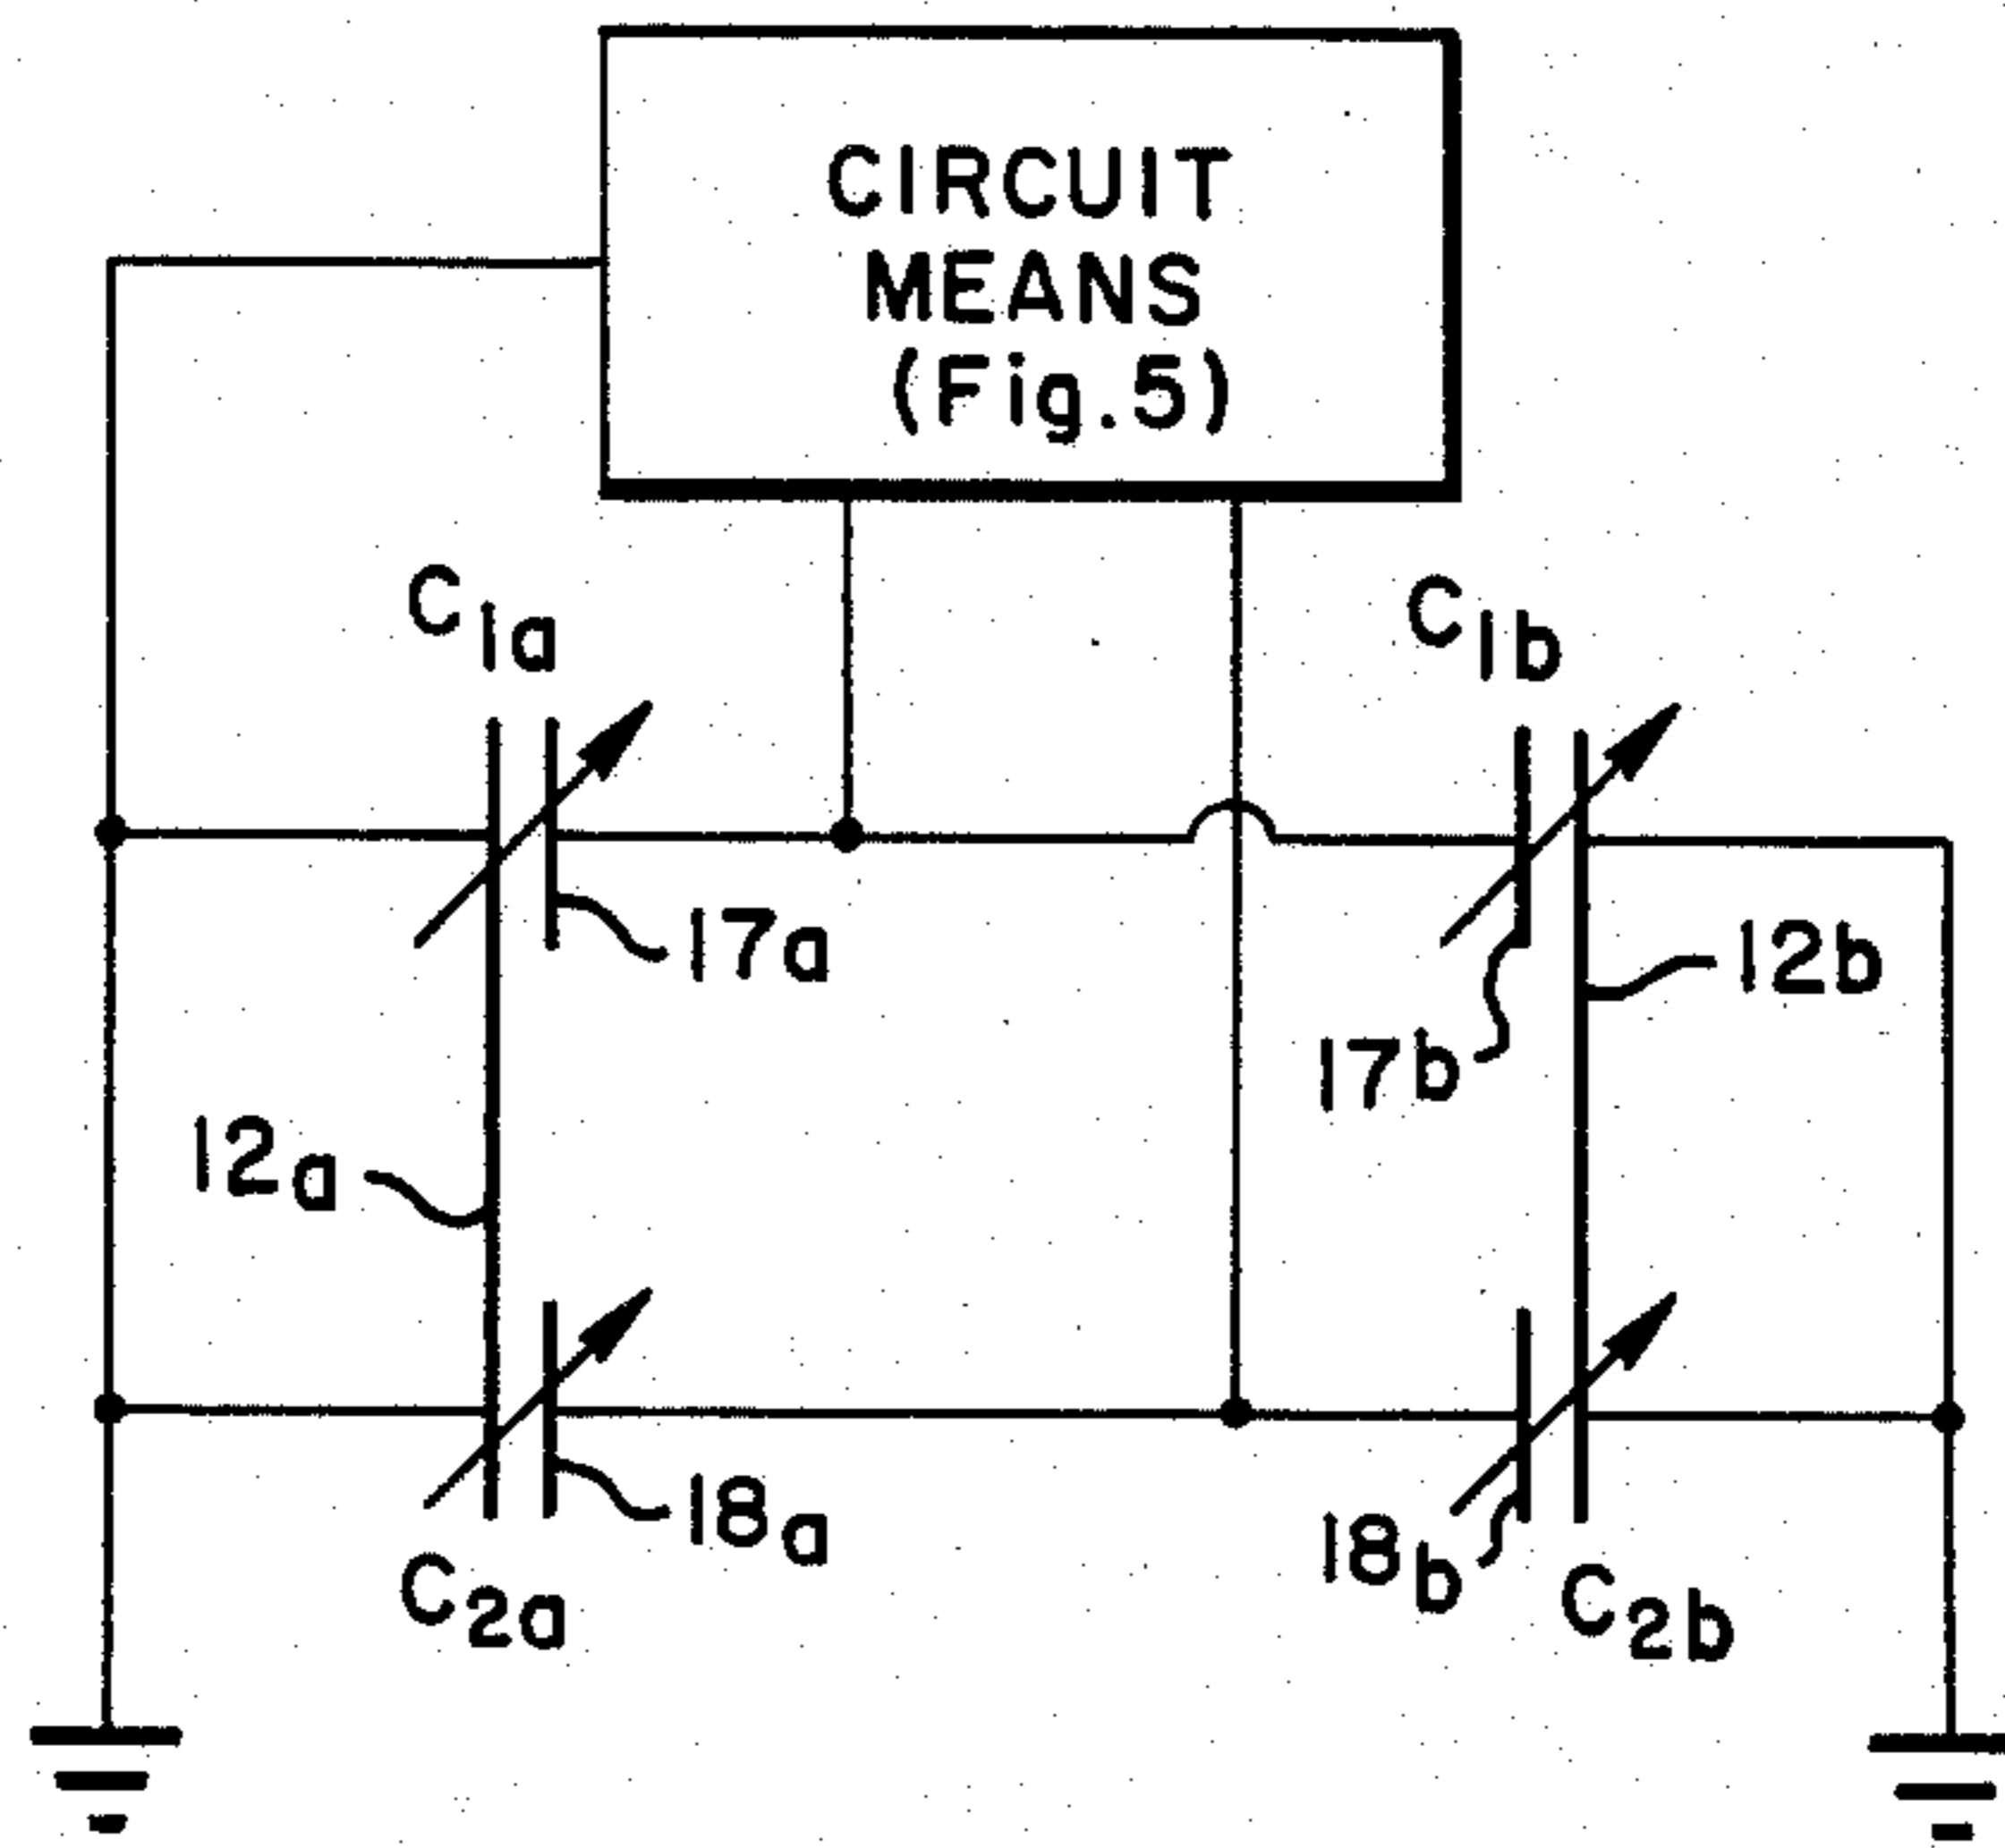 CIRCUIT
MEANS
(Fig.5)
C1a
C1b
17a
12b
17b
12a
18a
18b
C2a
C2b